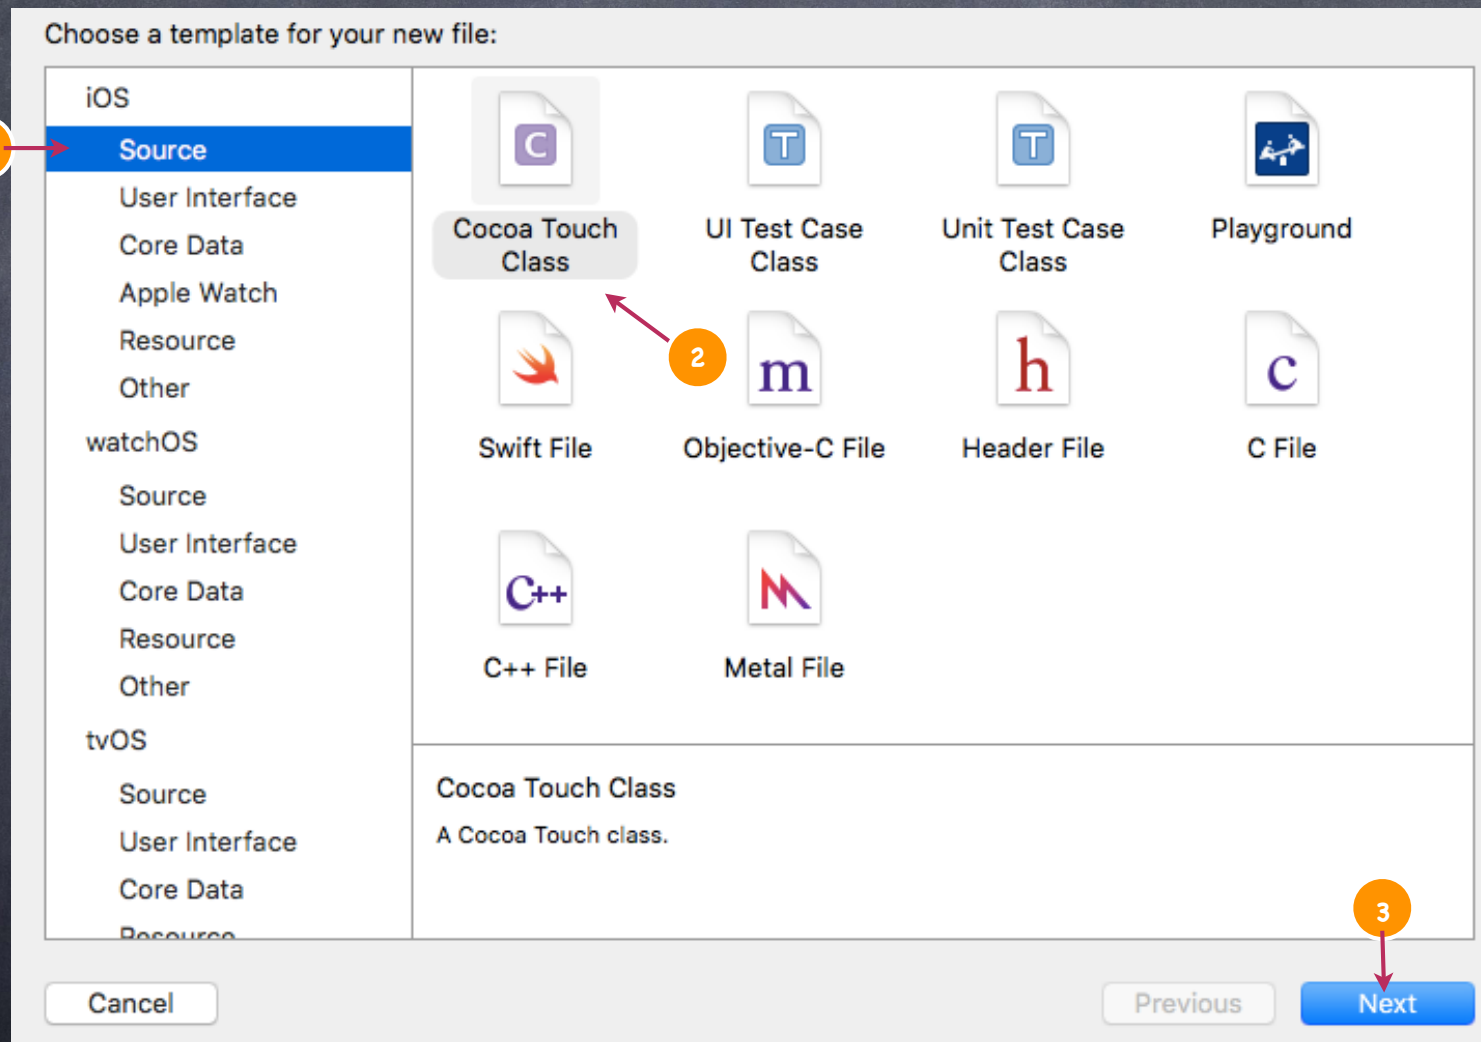 Choose a template for your new file:
iOS
Source
User Interface
Core Data
Apple Watch
Resource
Other
watchOS
Source
User Interface
Core Data
Resource
Other
tvOS
Source
User Interface
Core Data
Resource
C
Cocoa Touch
Class
T
UI Test Case
Class
T
Unit Test Case
Class
Playground
2
Swift File
m
Objective-C File
h
Header File
c
C File
C++
C++ File
Metal File
Cocoa Touch Class
A Cocoa Touch class.
3
Cancel
Previous
Next